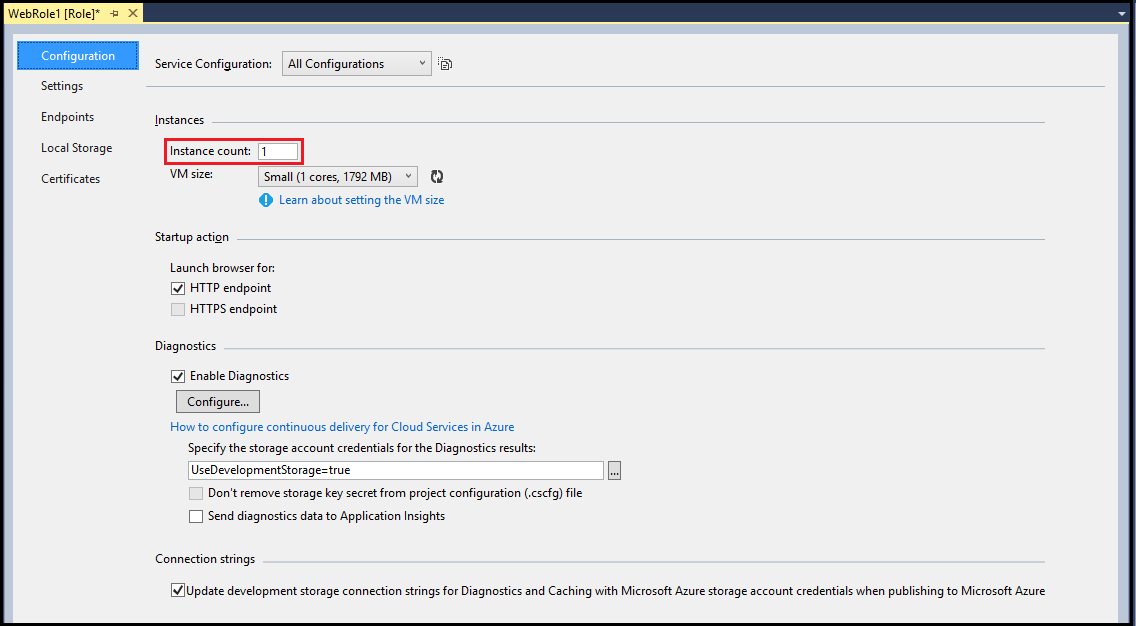 WebRole1 [Role]*
Configuration
Settings
Endpoints
Local Storage
Certificates
Service Configuration: All Configurations
Instances
Instance count: 1
VM size: Small (1 cores, 1792 MB)
Learn about setting the VM size
Startup action
Launch browser for:
HTTP endpoint
HTTPS endpoint
Diagnostics
Enable Diagnostics
Configure...
How to configure continuous delivery for Cloud Services in Azure
Specify the storage account credentials for the Diagnostics results:
UseDevelopmentStorage=true ...
Don't remove storage key secret from project configuration (.cscfg) file
Send diagnostics data to Application Insights
Connection strings
Update development storage connection strings for Diagnostics and Caching with Microsoft Azure storage account credentials when publishing to Microsoft Azure